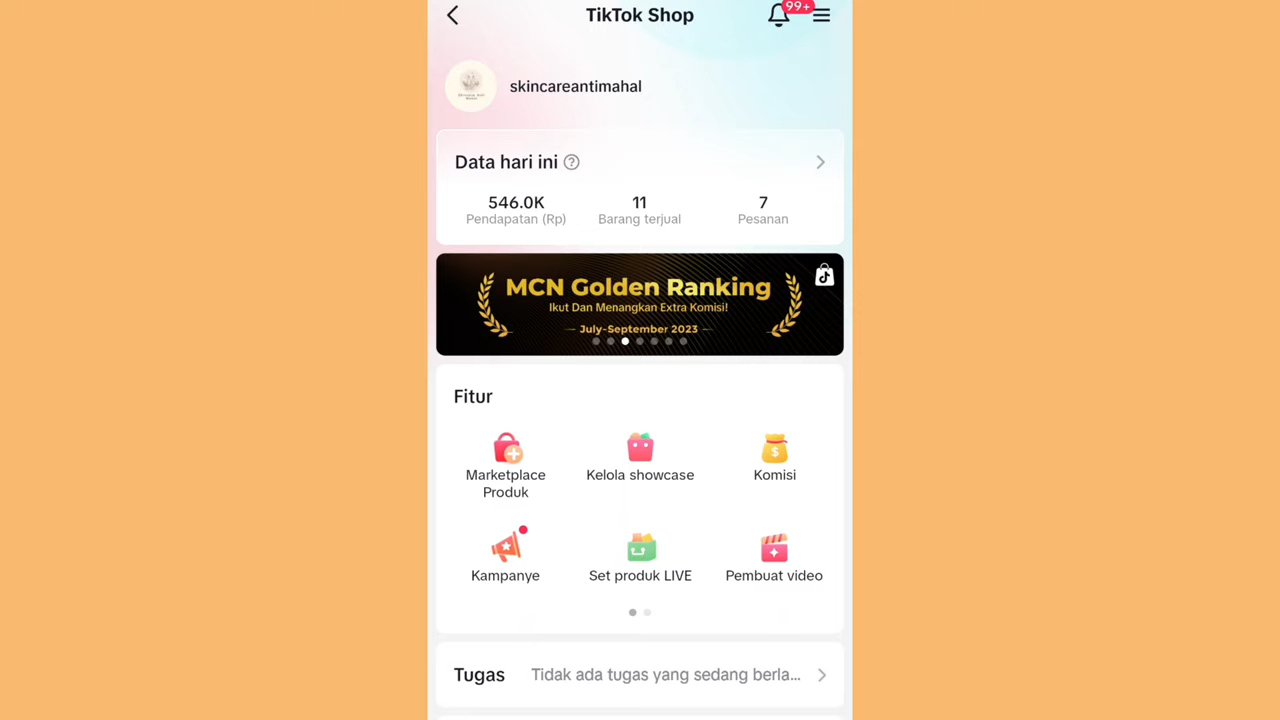 TikTok Shop
99+
skincareantimahal
Data hari ini ?
546.0K
Pendapatan (Rp)
11
Barang terjual
7
Pesanan
MCN Golden Ranking
Ikut Dan Menangkan Extra Komisi!
July-September 2023
Fitur
Marketplace
Produk
Kelola showcase
Komisi
Kampanye
Set produk LIVE
Pembuat video
Tugas
Tidak ada tugas yang sedang berla...